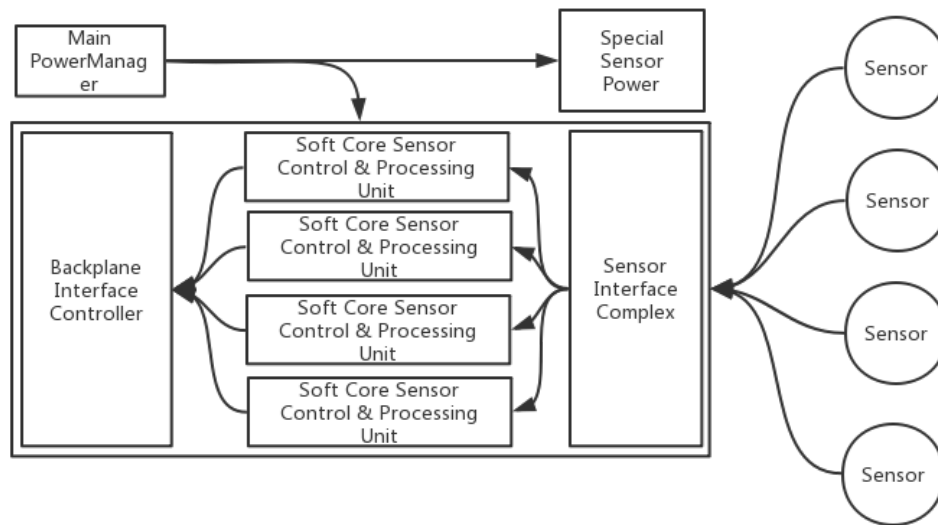 Main
PowerManag
er
Special
Sensor
Power
Sensor
Sensor
Sensor
Sensor
Backplane
Interface
Controller
Soft Core Sensor
Control & Processing
Unit
Soft Core Sensor
Control & Processing
Unit
Soft Core Sensor
Control & Processing
Unit
Soft Core Sensor
Control & Processing
Unit
Sensor
Interface
Complex